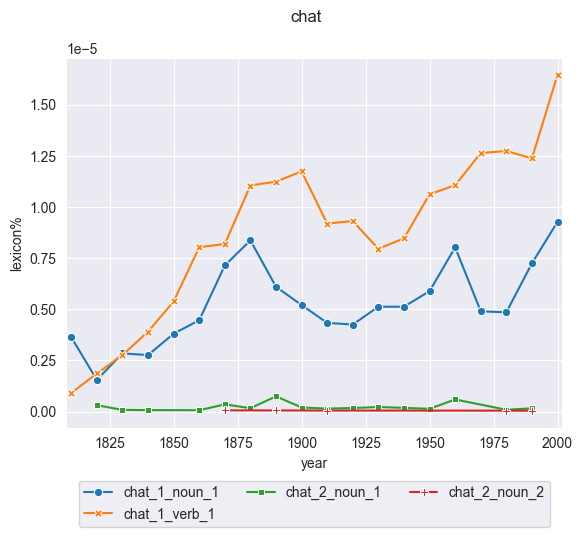 chat
1e−5
1.50
1.25
1.00
0.75
0.50
0.25
0.00
lexicon%
1825 1850 1875 1900 1925 1950 1975 2000
year
chat_1_noun_1 chat_2_noun_1 chat_2_noun_2
chat_1_verb_1